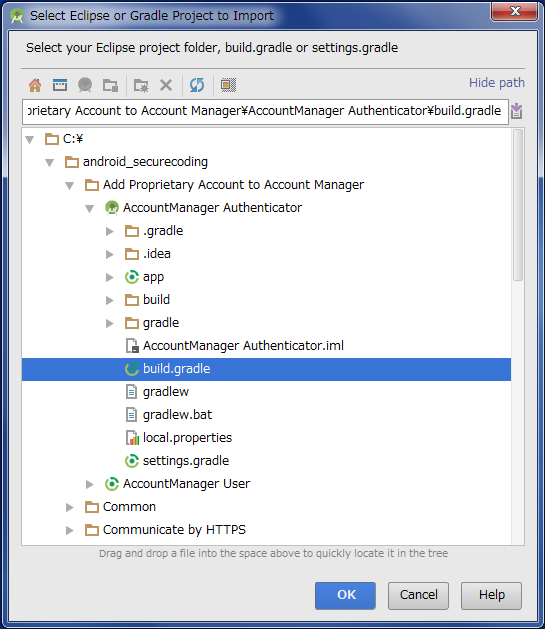 Select Eclipse or Gradle Project to Import
Select your Eclipse project folder, build.gradle or settings.gradle
Hide path
prietary Account to Account Manager¥AccountManager Authenticator¥build.gradle
C:¥
android_securecoding
Add Proprietary Account to Account Manager
AccountManager Authenticator
.gradle
.idea
app
build
gradle
AccountManager Authenticator.iml
build.gradle
gradlew
gradlew.bat
local.properties
settings.gradle
AccountManager User
Common
Communicate by HTTPS
Drag and drop a file into the space above to quickly locate it in the tree
OK Cancel Help